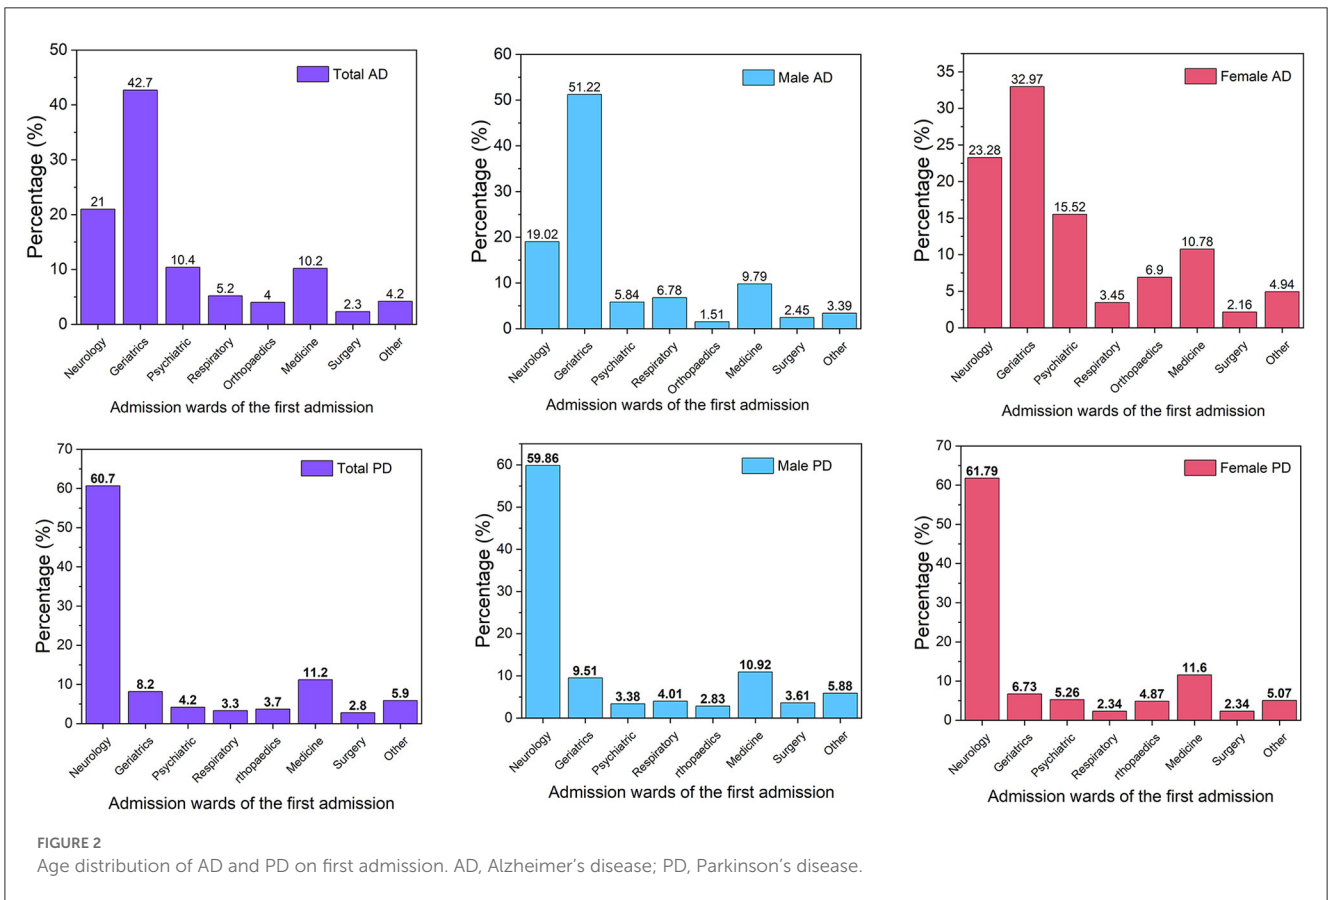 Total AD
Percentage (%)
50
40
30
20
10
0
21
42.7
10.4
5.2
4
10.2
2.3
4.2
Neurology
Geriatrics
Psychiatric
Respiratory
Orthopaedics
Medicine
Surgery
Other
Admission wards of the first admission
Male AD
Percentage (%)
60
50
40
30
20
10
0
19.02
51.22
5.84
6.78
1.51
9.79
2.45
3.39
Neurology
Geriatrics
Psychiatric
Respiratory
Orthopaedics
Medicine
Surgery
Other
Admission wards of the first admission
Female AD
Percentage (%)
35
30
25
20
15
10
5
0
23.28
32.97
15.52
3.45
6.9
10.78
2.16
4.94
Neurology
Geriatrics
Psychiatric
Respiratory
Orthopaedics
Medicine
Surgery
Other
Admission wards of the first admission
Total PD
Percentage (%)
70
60
50
40
30
20
10
0
60.7
8.2
4.2
3.3
3.7
11.2
2.8
5.9
Neurology
Geriatrics
Psychiatric
Respiratory
rthopaedics
Medicine
Surgery
Other
Admission wards of the first admission
Male PD
Percentage (%)
60
50
40
30
20
10
0
59.86
9.51
3.38
4.01
2.83
10.92
3.61
5.88
Neurology
Geriatrics
Psychiatric
Respiratory
rthopaedics
Medicine
Surgery
Other
Admission wards of the first admission
Female PD
Percentage (%)
70
60
50
40
30
20
10
0
61.79
6.73
5.26
2.34
4.87
11.6
2.34
5.07
Neurology
Geriatrics
Psychiatric
Respiratory
rthopaedics
Medicine
Surgery
Other
Admission wards of the first admission
FIGURE 2
Age distribution of AD and PD on first admission. AD, Alzheimer's disease; PD, Parkinson's disease.